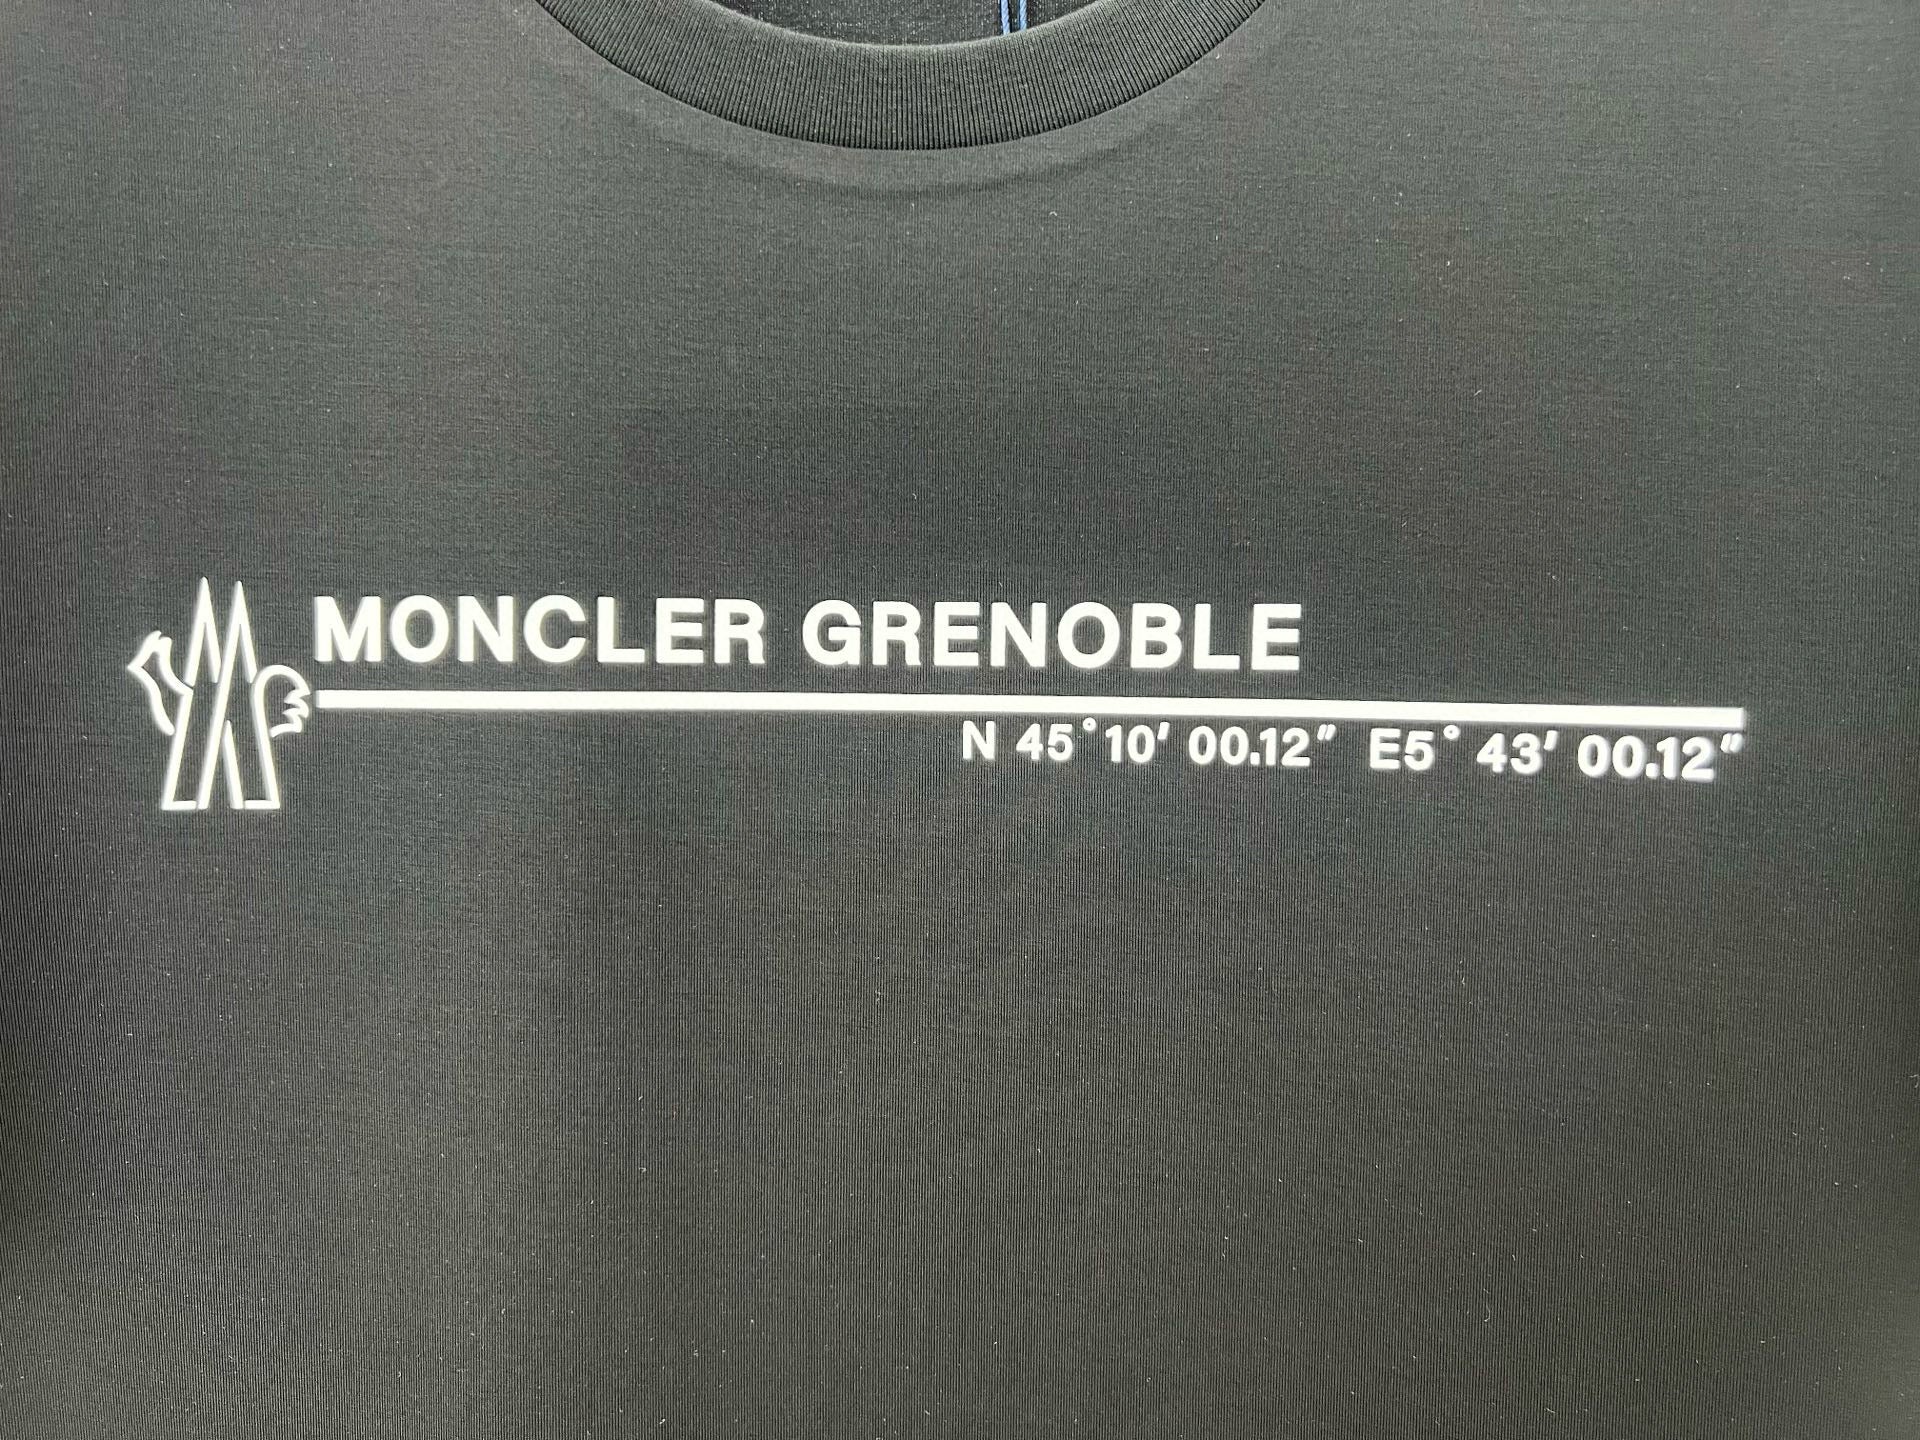 MONCLER GRENOBLE
N 45° 10′ 00.12″ E5° 43′ 00.12″